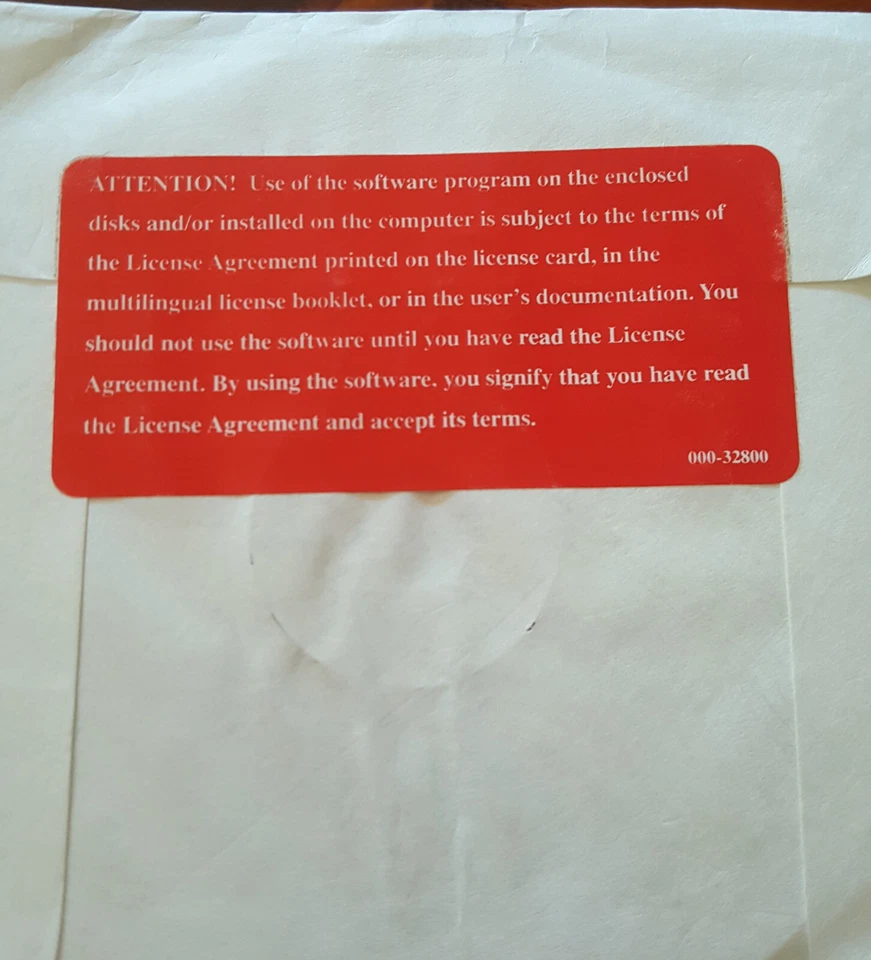 ATTENTION! Use of the software program on the enclosed
disks and/or installed on the computer is subject to the terms of
the License Agreement printed on the license card, in the
multilingual license booklet, or in the user's documentation. You
should not use the software until you have read the License
Agreement. By using the software, you signify that you have read
the License Agreement and accept its terms.
000-32800